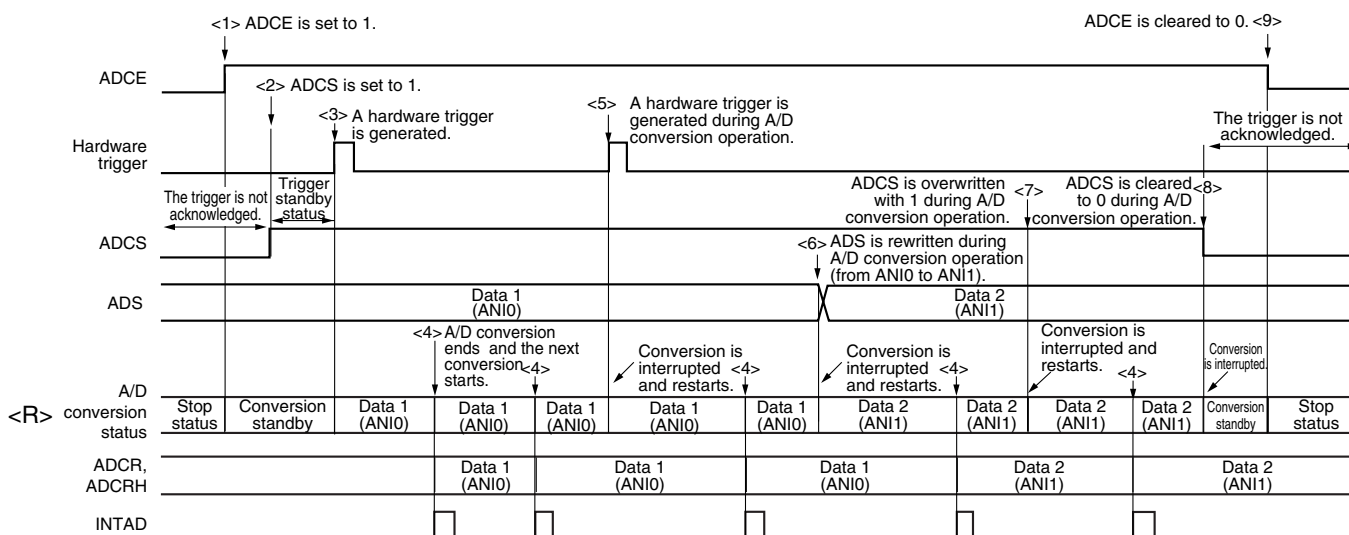 <1> ADCE is set to 1.
ADCE is cleared to 0. <9>
ADCE
<2> ADCS is set to 1.
<3> A hardware trigger
is generated.
<5> A hardware trigger is
generated during A/D
conversion operation.
The trigger is not
acknowledged.
Hardware
trigger
The trigger is not
acknowledged.
Trigger
standby
status
ADCS is overwritten
with 1 during A/D
conversion operation.
<7>
ADCS is cleared
to 0 during A/D
conversion operation.
<8>
ADCS
<6> ADS is rewritten during
A/D conversion operation
(from ANI0 to ANI1).
ADS
Data 1
(ANI0)
Data 2
(ANI1)
<4> A/D conversion
ends and the next
conversion
starts.
<4>
Conversion is
interrupted
and restarts.
<4>
Conversion is
interrupted
and restarts.
<4>
Conversion is
interrupted and
restarts.
<4>
Conversion
is interrupted.
<R>
A/D
conversion
status
Stop
status
Conversion
standby
Data 1
(ANI0)
Data 1
(ANI0)
Data 1
(ANI0)
Data 1
(ANI0)
Data 1
(ANI0)
Data 2
(ANI1)
Data 2
(ANI1)
Data 2
(ANI1)
Data 2
(ANI1)
Conversion
standby
Stop
status
ADCR,
ADCRH
Data 1
(ANI0)
Data 1
(ANI0)
Data 1
(ANI0)
Data 2
(ANI1)
Data 2
(ANI1)
INTAD